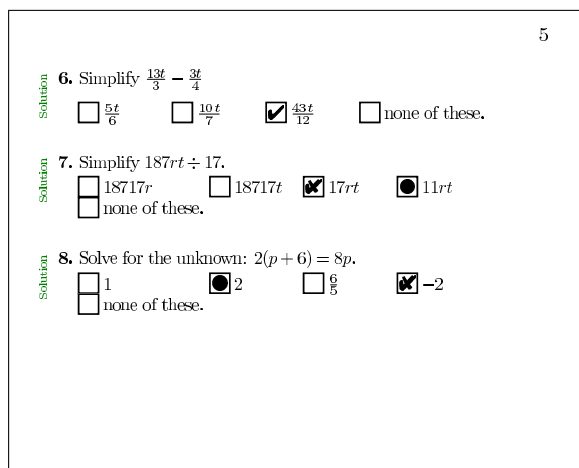 5
Solution
6. Simplify 13t/3 − 3t/4
5t/6 10t/7 ✔ 43t/12 none of these.
Solution
7. Simplify 187rt ÷ 17.
18717r 18717t ✘ 17rt ● 11rt
none of these.
Solution
8. Solve for the unknown: 2(p + 6) = 8p.
1 ● 2 6/5 ✘ −2
none of these.